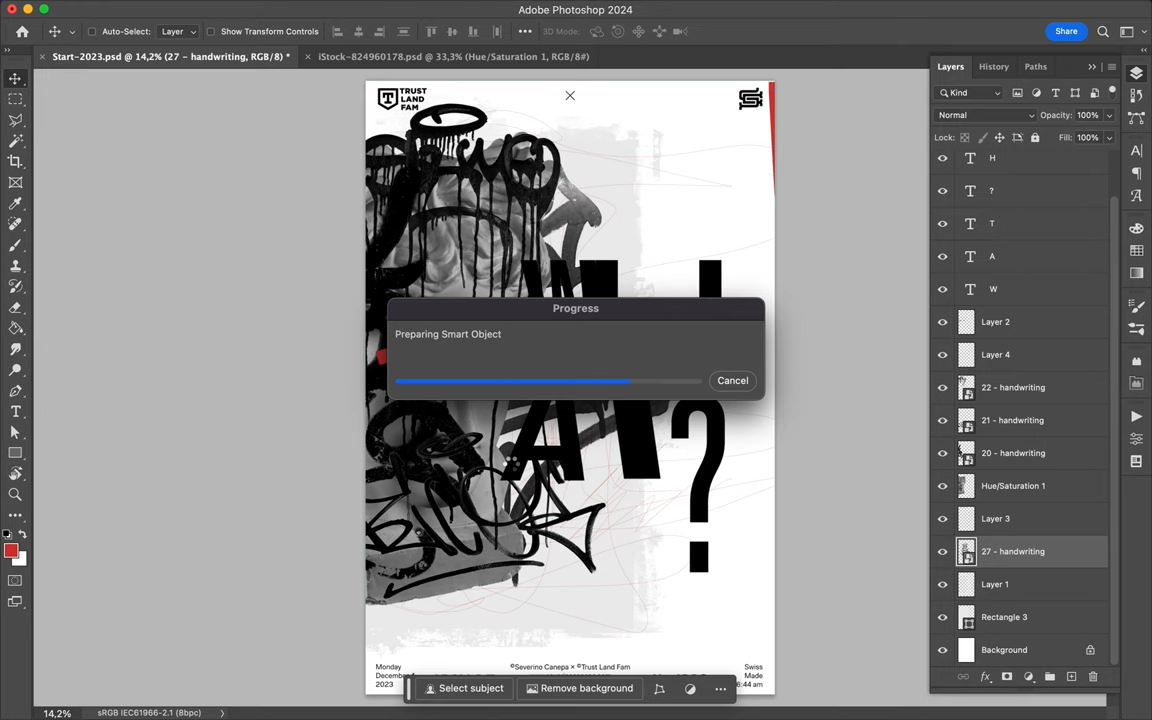 Adobe Photoshop 2024
Auto-Select:
Layer
Show Transform Controls
3D Mode:
Share
Start-2023.psd @ 14,2% (27 - handwriting, RGB/8) *
iStock-824960178.psd @ 33,3% (Hue/Saturation 1, RGB/8#)
TRUST
LAND
FAM
W
A
?
Progress
Preparing Smart Object
Cancel
Monday
December
2023
©Severino Canepa × ©Trust Land Fam
Swiss
Made
6:44 am
Select subject
Remove background
Layers
History
Paths
Kind
Normal
Opacity: 100%
Lock:
Fill: 100%
H
?
T
A
W
Layer 2
Layer 4
22 - handwriting
21 - handwriting
20 - handwriting
Hue/Saturation 1
Layer 3
27 - handwriting
Layer 1
Rectangle 3
Background
14,2%
sRGB IEC61966-2.1 (8bpc)